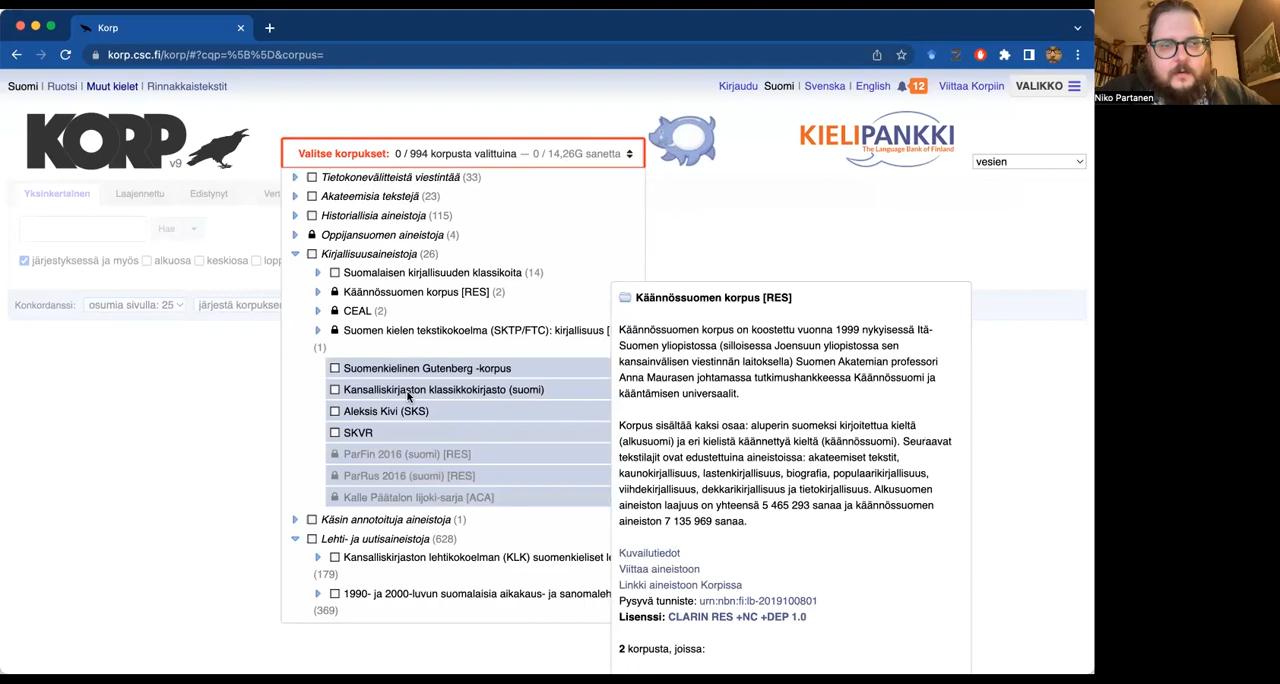 Korp
korp.csc.fi/korp/#?cqp=%5B%5D&corpus=
Niko Partanen
Suomi | Ruotsi | Muut kielet | Rinnakkaistekstit
Kirjaudu Suomi | Svenska | English 12 Viittaa Korpiin VALIKKO
KORP
v9
KIELIPANKKI
The Language Bank of Finland
vesien
Valitse korpukset: 0 / 994 korpusta valittuina — 0 / 14,26G sanetta
Yksinkertainen Laajennettu Edistynyt Vert
Hae
järjestyksessä ja myös alkuosa keskiosa lopp
Konkordanssi: osumia sivulla: 25 järjestä korpuksen
Tietokonevälitteistä viestintää (33)
Akateemisia tekstejä (23)
Historiallisia aineistoja (115)
Oppijansuomen aineistoja (4)
Kirjallisuusaineistoja (26)
Suomalaisen kirjallisuuden klassikoita (14)
Käännössuomen korpus [RES] (2)
CEAL (2)
Suomen kielen tekstikokoelma (SKTP/FTC): kirjallisuus [
(1)
Suomenkielinen Gutenberg -korpus
Kansalliskirjaston klassikkokirjasto (suomi)
Aleksis Kivi (SKS)
SKVR
ParFin 2016 (suomi) [RES]
ParRus 2016 (suomi) [RES]
Kalle Päätalon Iijoki-sarja [ACA]
Käsin annotoituja aineistoja (1)
Lehti- ja uutisaineistoja (628)
Kansalliskirjaston lehtikokoelman (KLK) suomenkieliset le
(179)
1990- ja 2000-luvun suomalaisia aikakaus- ja sanomaleh
(369)
Käännössuomen korpus [RES]
Käännössuomen korpus on koostettu vuonna 1999 nykyisessä Itä-
Suomen yliopistossa (silloisessa Joensuun yliopistossa sen
kansainvälisen viestinnän laitoksella) Suomen Akatemian professori
Anna Maurasen johtamassa tutkimushankkeessa Käännössuomi ja
kääntämisen universaalit.
Korpus sisältää kaksi osaa: aluperin suomeksi kirjoitettua kieltä
(alkusuomi) ja eri kielistä käännettyä kieltä (käännössuomi). Seuraavat
tekstilajit ovat edustettuina aineistoissa: akateemiset tekstit,
kaunokirjallisuus, lastenkirjallisuus, biografia, populaarikirjallisuus,
viihdekirjallisuus, dekkarikirjallisuus ja tietokirjallisuus. Alkusuomen
aineiston laajuus on yhteensä 5 465 293 sanaa ja käännössuomen
aineiston 7 135 969 sanaa.
Kuvailutiedot
Viittaa aineistoon
Linkki aineistoon Korpissa
Pysyvä tunniste: urn:nbn:fi:lb-2019100801
Lisenssi: CLARIN RES +NC +DEP 1.0
2 korpusta, joissa: